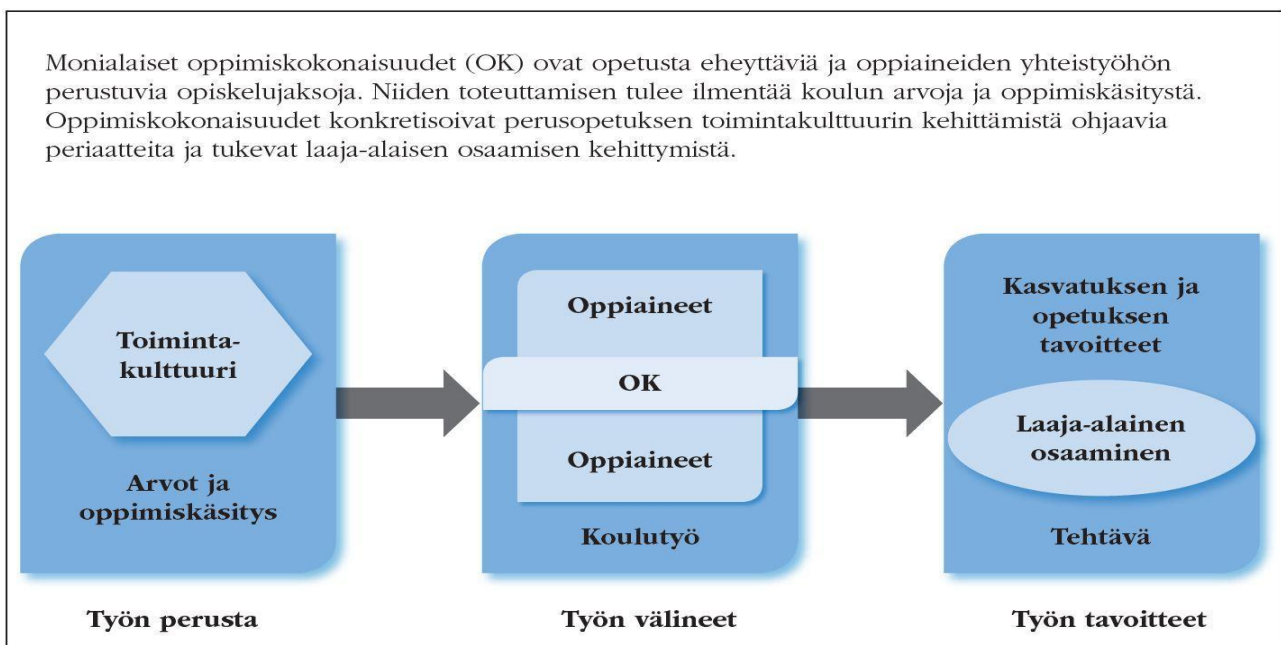 Monialaiset oppimiskokonaisuudet (OK) ovat opetusta eheyttäviä ja oppiaineiden yhteistyöhön
perustuvia opiskelujaksoja. Niiden toteuttamisen tulee ilmentää koulun arvoja ja oppimiskäsitystä.
Oppimiskokonaisuudet konkretisoivat perusopetuksen toimintakulttuurin kehittämistä ohjaavia
periaatteita ja tukevat laaja-alaisen osaamisen kehittymistä.
Toiminta-
kulttuuri
Arvot ja
oppimiskäsitys
Työn perusta
Oppiaineet
OK
Oppiaineet
Koulutyö
Työn välineet
Kasvatuksen ja
opetuksen
tavoitteet
Laaja-alainen
osaaminen
Tehtävä
Työn tavoitteet